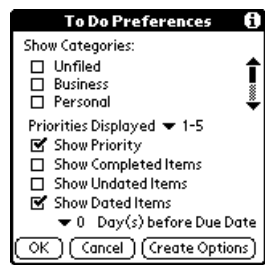 To Do Preferences
Show Categories:
Unfiled
Business
Personal
Priorities Displayed 1-5
Show Priority
Show Completed Items
Show Undated Items
Show Dated Items
0 Day(s) before Due Date
OK Cancel Create Options